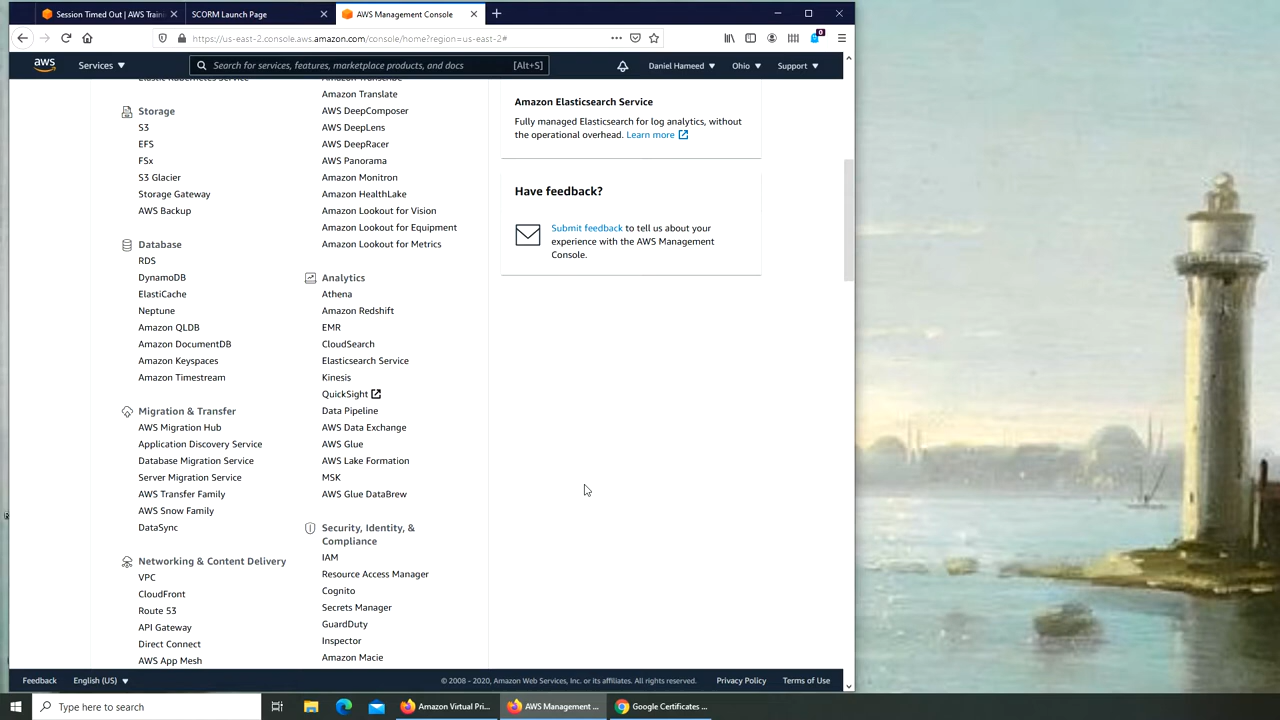 Session Timed Out | AWS Traini
SCORM Launch Page
AWS Management Console
https://us-east-2.console.aws.amazon.com/console/home?region=us-east-2#
0
aws
Services
Search for services, features, marketplace products, and docs
[Alt+S]
Daniel Hameed
Ohio
Support
Elastic Kubernetes Service
Storage
S3
EFS
FSx
S3 Glacier
Storage Gateway
AWS Backup
Database
RDS
DynamoDB
ElastiCache
Neptune
Amazon QLDB
Amazon DocumentDB
Amazon Keyspaces
Amazon Timestream
Migration & Transfer
AWS Migration Hub
Application Discovery Service
Database Migration Service
Server Migration Service
AWS Transfer Family
AWS Snow Family
DataSync
Networking & Content Delivery
VPC
CloudFront
Route 53
API Gateway
Direct Connect
AWS App Mesh
Amazon Transcribe
Amazon Translate
AWS DeepComposer
AWS DeepLens
AWS DeepRacer
AWS Panorama
Amazon Monitron
Amazon HealthLake
Amazon Lookout for Vision
Amazon Lookout for Equipment
Amazon Lookout for Metrics
Analytics
Athena
Amazon Redshift
EMR
CloudSearch
Elasticsearch Service
Kinesis
QuickSight
Data Pipeline
AWS Data Exchange
AWS Glue
AWS Lake Formation
MSK
AWS Glue DataBrew
Security, Identity, &
Compliance
IAM
Resource Access Manager
Cognito
Secrets Manager
GuardDuty
Inspector
Amazon Macie
Amazon Elasticsearch Service
Fully managed Elasticsearch for log analytics, without
the operational overhead. Learn more
Have feedback?
Submit feedback to tell us about your
experience with the AWS Management
Console.
Feedback
English (US)
© 2008 - 2020, Amazon Web Services, Inc. or its affiliates. All rights reserved.
Privacy Policy
Terms of Use
Type here to search
Amazon Virtual Pri...
AWS Management ...
Google Certificates ...